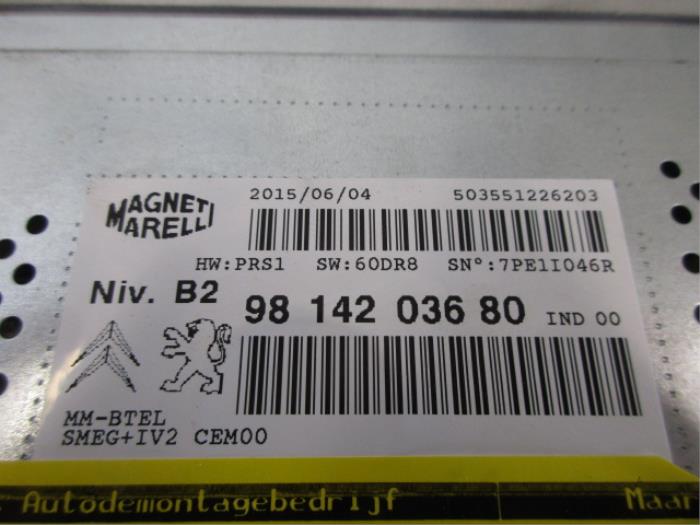 MAGNETI MARELLI
2015/06/04 503551226203
HW:PRS1 SW:60DR8 SN°:7PE1I046R
Niv. B2 98 142 036 80 IND 00
MM-BTEL
SMEG+IV2 CEM00
Autodemontagebedrijf